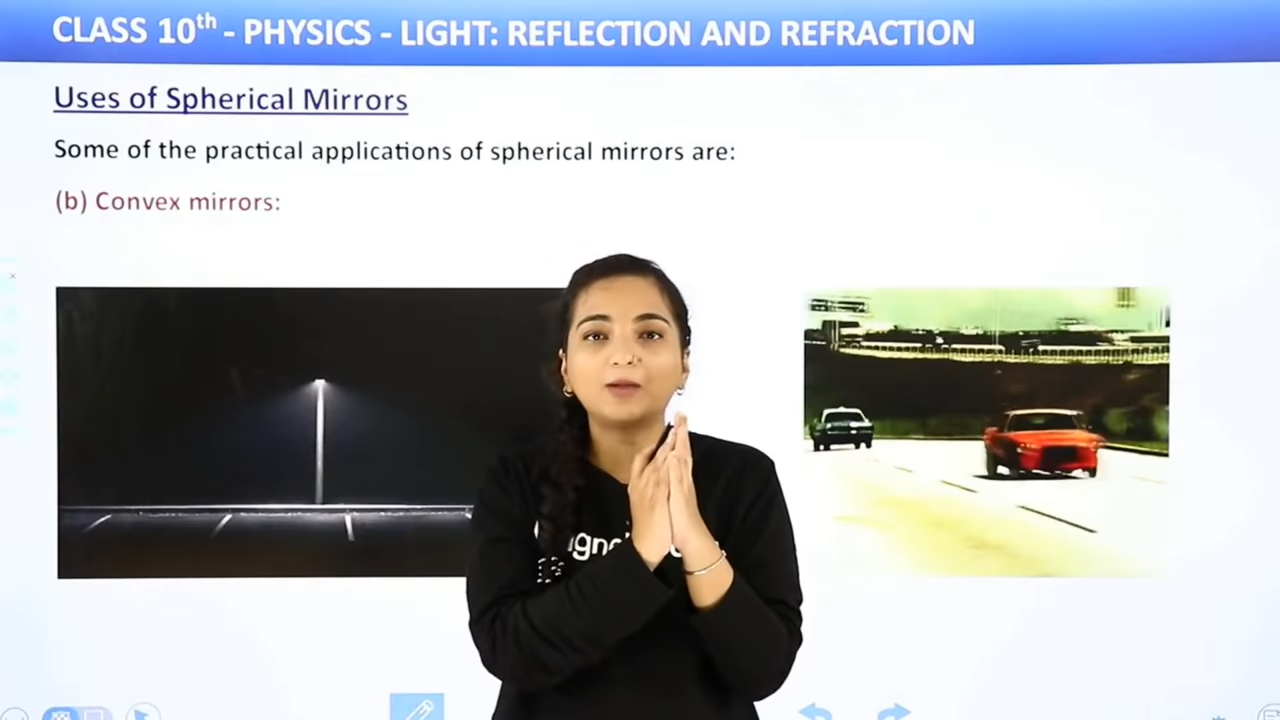 CLASS 10th - PHYSICS - LIGHT: REFLECTION AND REFRACTION
Uses of Spherical Mirrors
Some of the practical applications of spherical mirrors are:
(b) Convex mirrors: